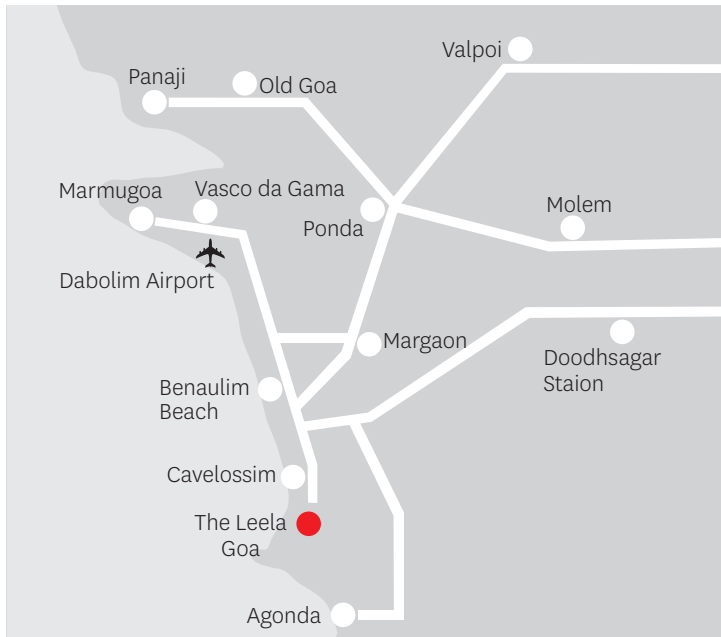 Valpoi
Panaji
Old Goa
Marmugoa
Vasco da Gama
Molem
Ponda
Dabolim Airport
Margaon
Doodhsagar
Staion
Benaulim
Beach
Cavelossim
The Leela
Goa
Agonda